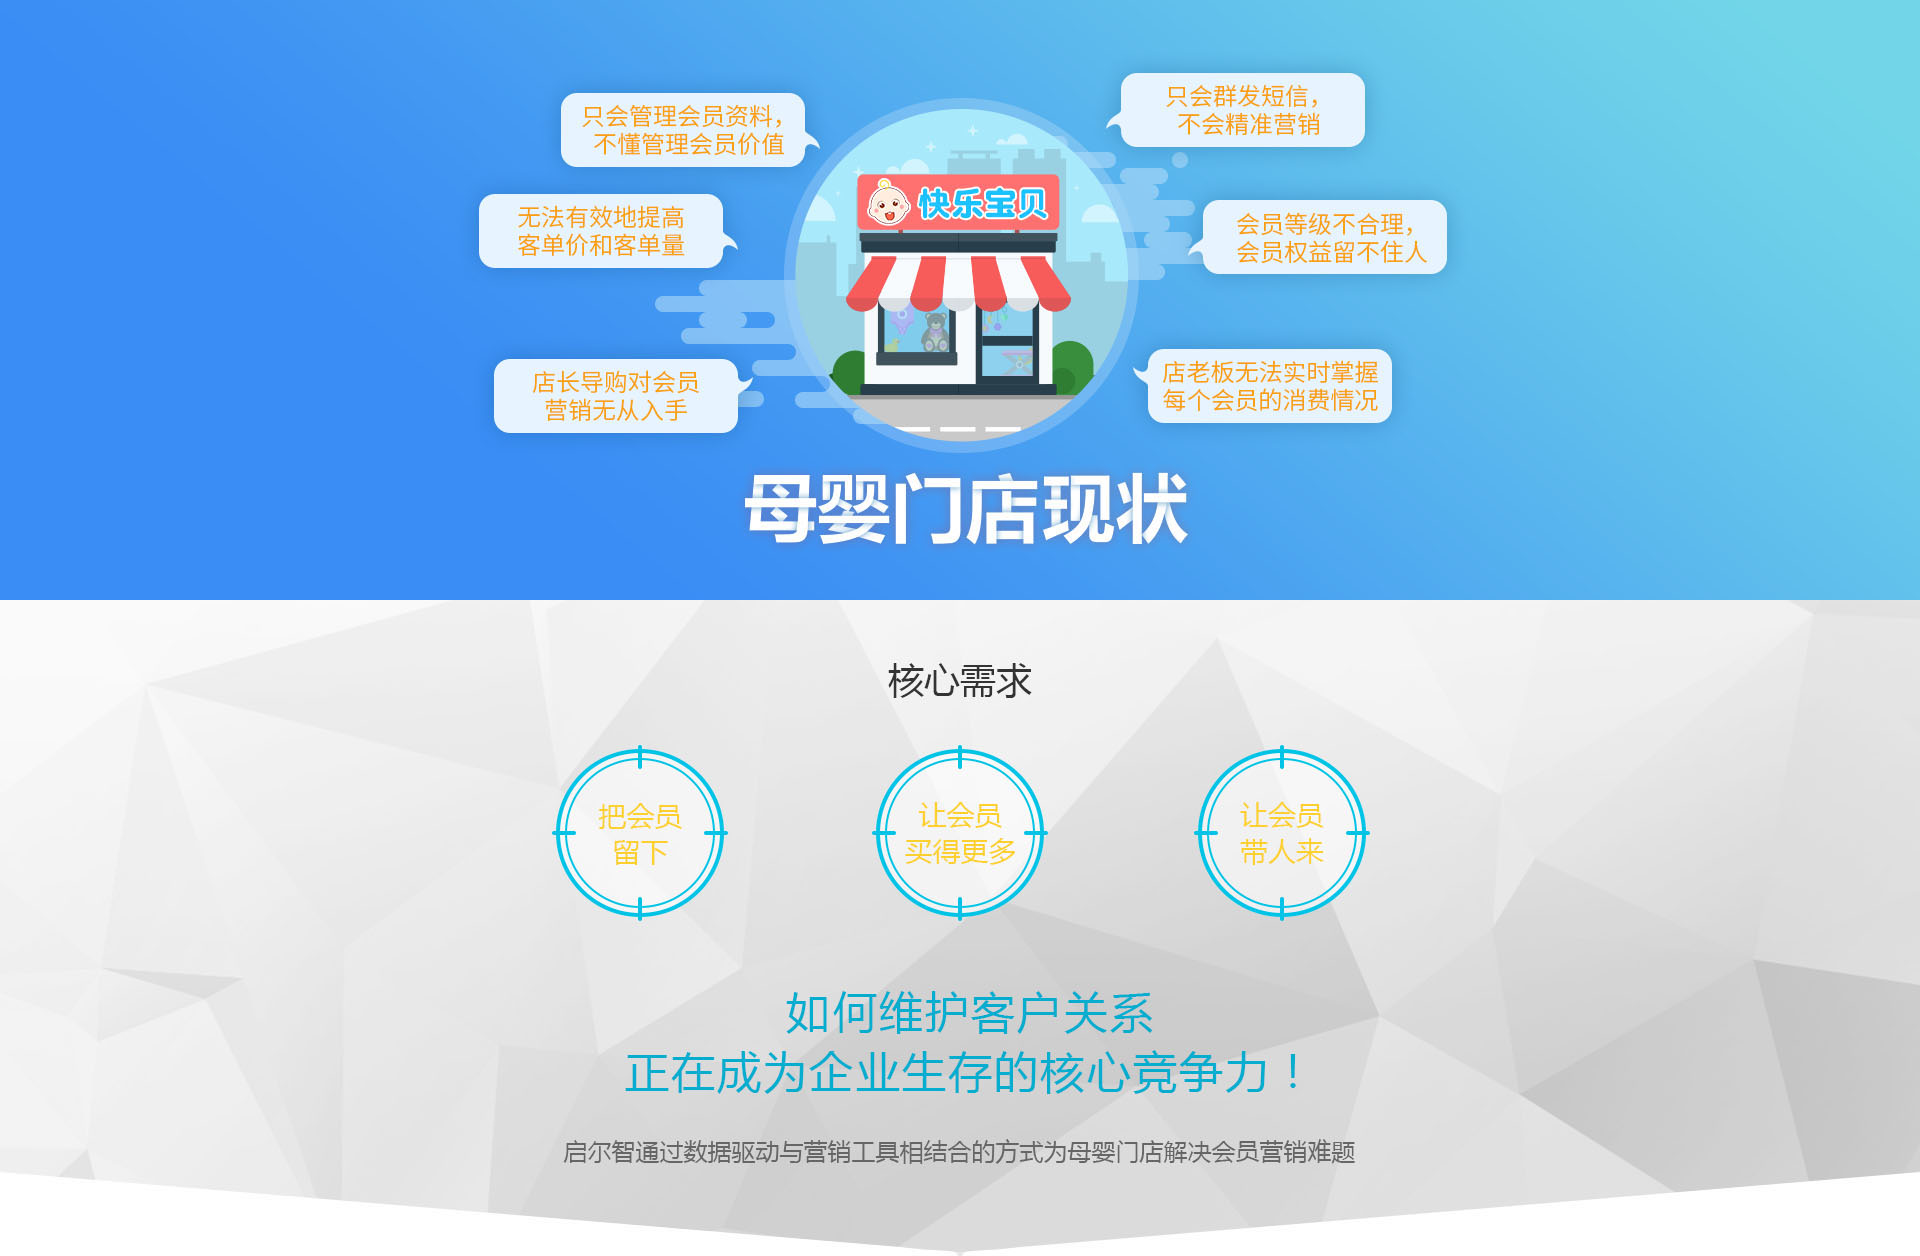 只会管理会员资料，
不懂管理会员价值
只会群发短信，
不会精准营销
无法有效地提高
客单价和客单量
会员等级不合理，
会员权益留不住人
店长导购对会员
营销无从入手
店老板无法实时掌握
每个会员的消费情况
快乐宝贝
母婴门店现状
核心需求
把会员
留下
让会员
买得更多
让会员
带人来
如何维护客户关系
正在成为企业生存的核心竞争力！
启尔智通过数据驱动与营销工具相结合的方式为母婴门店解决会员营销难题